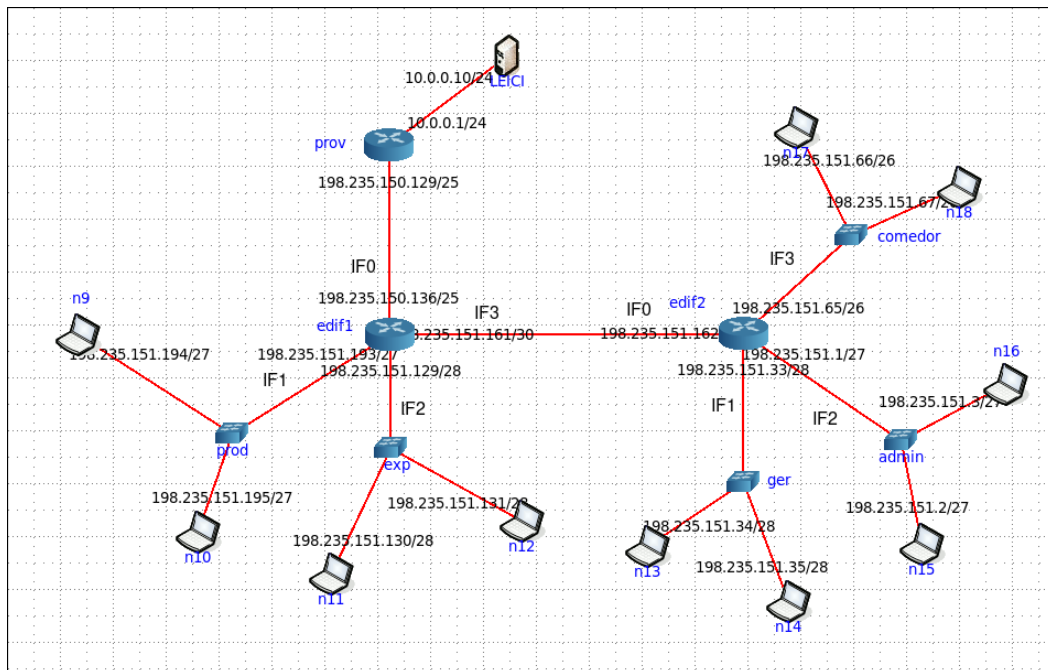 10.0.0.10/24
LEICI
10.0.0.1/24
prov
198.235.150.129/25
n17
198.235.151.66/26
198.235.151.67/2
n18
comedor
IF0
IF3
n9
198.235.150.136/25
IF3
IF0
edif2
198.235.151.65/26
edif1
.235.151.161/30
198.235.151.162
198.235.151.194/27
198.235.151.193/27
198.235.151.1/27
n16
198.235.151.129/28
198.235.151.33/28
IF1
IF2
IF1
IF2
198.235.151.3/27
prod
exp
ger
admin
198.235.151.195/27
198.235.151.131/28
198.235.151.2/27
n10
198.235.151.130/28
n12
198.235.151.34/28
n13
198.235.151.35/28
n15
n11
n14